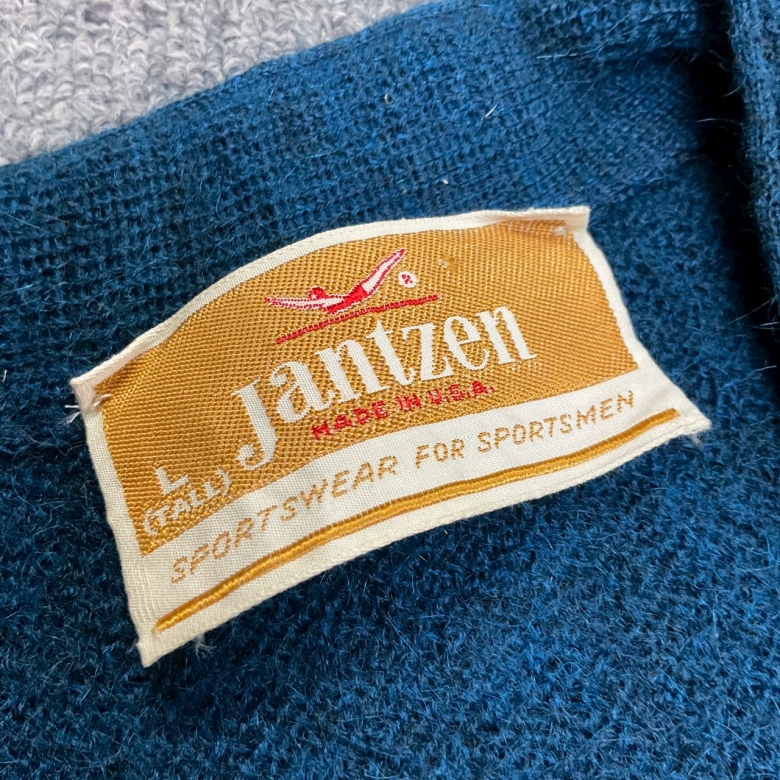 ®
Jantzen
MADE IN U.S.A.
L
(TALL)
SPORTSWEAR FOR SPORTSMEN